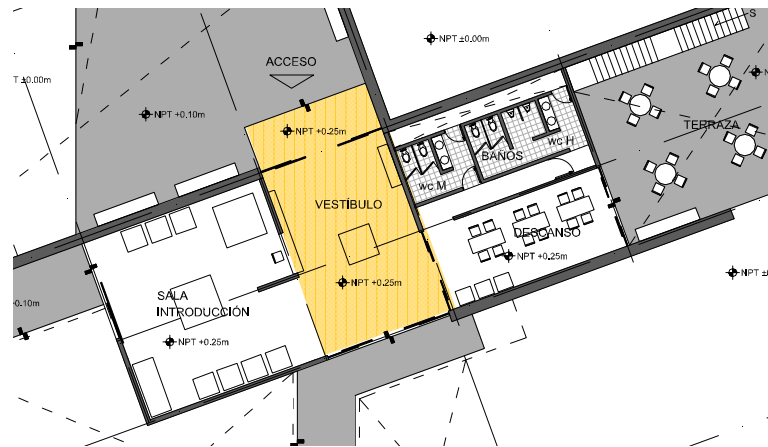 S
NPT ±0.00m
ACCESO
T ±0.00m
N
NPT +0.10m
TERRAZA
NPT +0.25m
wc H
BAÑOS
wc M
VESTÍBULO
DESCANSO
NPT +0.25m
NPT ±
NPT +0.25m
SALA
INTRODUCCIÓN
0.10m
NPT +0.25m